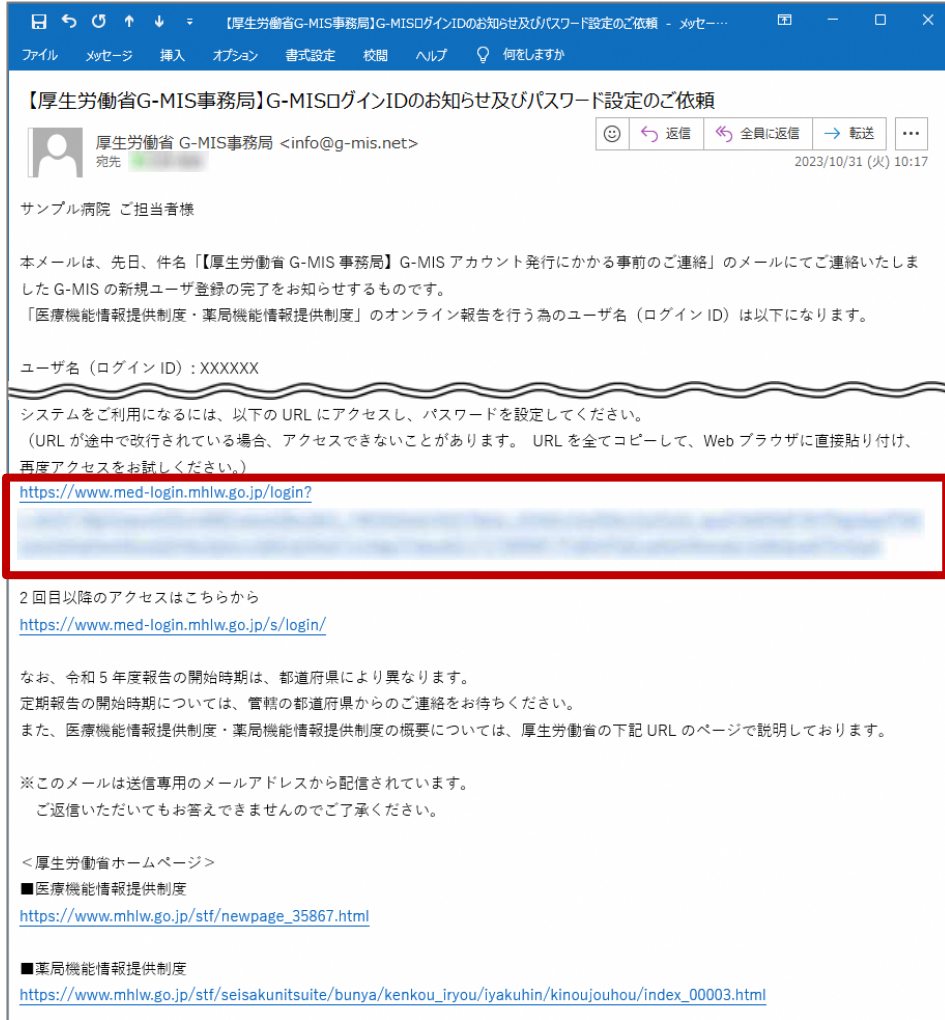 【厚生労働省G-MIS事務局】G-MISログインIDのお知らせ及びパスワード設定のご依頼 - メッセー…
ファイル メッセージ 挿入 オプション 書式設定 校閲 ヘルプ 何をしますか
【厚生労働省G-MIS事務局】G-MISログインIDのお知らせ及びパスワード設定のご依頼
厚生労働省 G-MIS事務局 <info@g-mis.net>
返信 全員に返信 転送 …
宛先
2023/10/31 (火) 10:17
サンプル病院 ご担当者様
本メールは、先日、件名「【厚生労働省 G-MIS 事務局】G-MIS アカウント発行にかかる事前のご連絡」のメールにてご連絡いたしま
した G-MIS の新規ユーザ登録の完了をお知らせするものです。
「医療機能情報提供制度・薬局機能情報提供制度」のオンライン報告を行う為のユーザ名（ログイン ID）は以下になります。
ユーザ名（ログイン ID）: XXXXXX
システムをご利用になるには、以下の URL にアクセスし、パスワードを設定してください。
（URL が途中で改行されている場合、アクセスできないことがあります。 URL を全てコピーして、Web ブラウザに直接貼り付け、
再度アクセスをお試しください。）
https://www.med-login.mhlw.go.jp/login?
2 回目以降のアクセスはこちらから
https://www.med-login.mhlw.go.jp/s/login/
なお、令和 5 年度報告の開始時期は、都道府県により異なります。
定期報告の開始時期については、管轄の都道府県からのご連絡をお待ちください。
また、医療機能情報提供制度・薬局機能情報提供制度の概要については、厚生労働省の下記 URL のページで説明しております。
※このメールは送信専用のメールアドレスから配信されています。
ご返信いただいてもお答えできませんのでご了承ください。
＜厚生労働省ホームページ＞
■医療機能情報提供制度
https://www.mhlw.go.jp/stf/newpage_35867.html
■薬局機能情報提供制度
https://www.mhlw.go.jp/stf/seisakunitsuite/bunya/kenkou_iryou/iyakuhin/kinoujouhou/index_00003.html